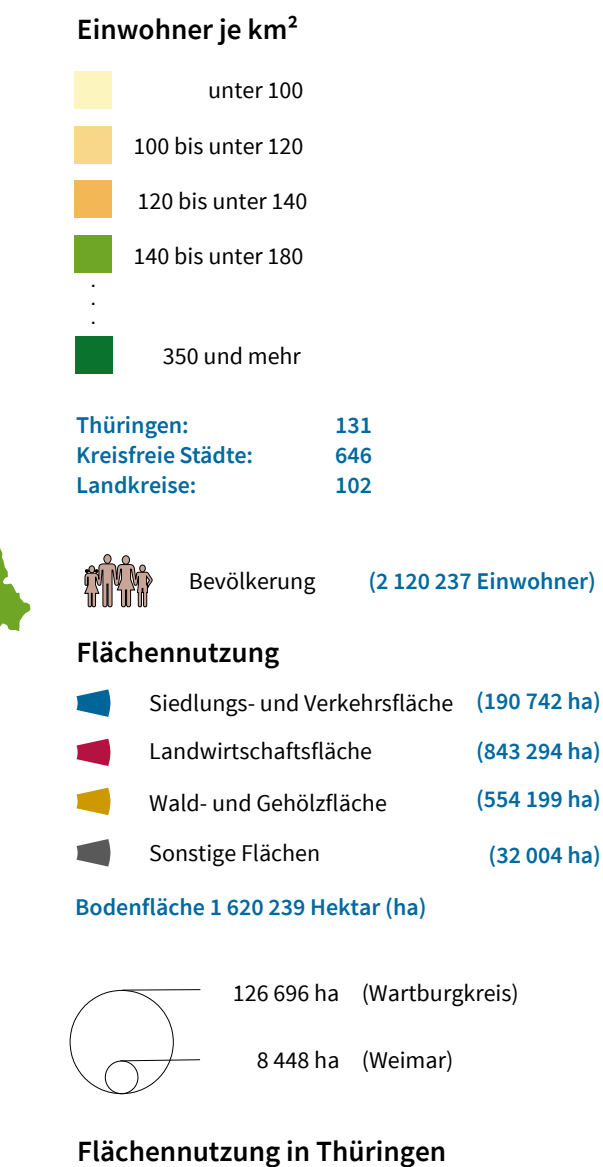 Einwohner je km²
unter 100
100 bis unter 120
120 bis unter 140
140 bis unter 180
.
.
.
350 und mehr
Thüringen: 131
Kreisfreie Städte: 646
Landkreise: 102
Bevölkerung (2 120 237 Einwohner)
Flächennutzung
Siedlungs- und Verkehrsfläche (190 742 ha)
Landwirtschaftsfläche (843 294 ha)
Wald- und Gehölzfläche (554 199 ha)
Sonstige Flächen (32 004 ha)
Bodenfläche 1 620 239 Hektar (ha)
126 696 ha (Wartburgkreis)
8 448 ha (Weimar)
Flächennutzung in Thüringen